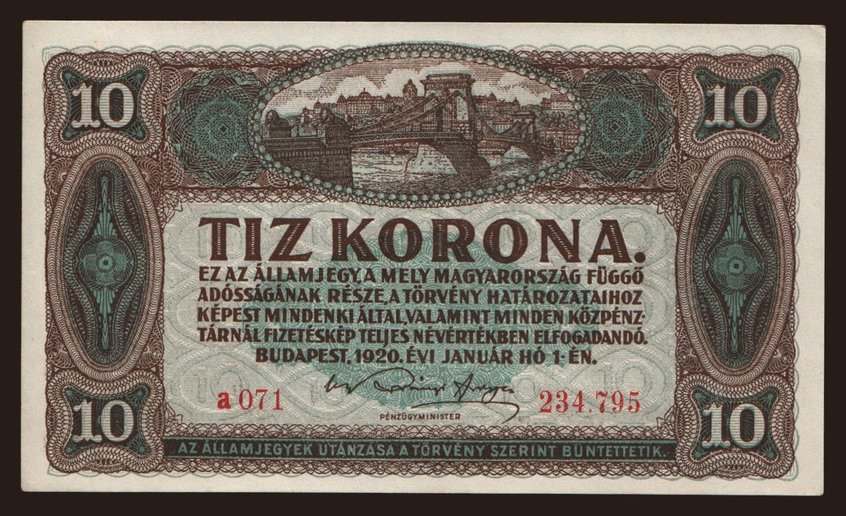 10 10
TIZ KORONA.
EZ AZ ÁLLAMJEGY, A MELY MAGYARORSZÁG FÜGGŐ
ADÓSSÁGÁNAK RÉSZE, A TÖRVÉNY HATÁROZATAIHOZ
KÉPEST MINDENKI ÁLTAL VALAMINT MINDEN KÖZPÉNZ-
TÁRNÁL FIZETÉSKÉP TELJES NÉVÉRTÉKBEN ELFOGADANDÓ.
BUDAPEST, 1920. ÉVI JANUÁR HÓ 1-ÉN.
a 071 234.795
PÉNZÜGYMINISTER
10 10
AZ ÁLLAMJEGYEK UTÁNZÁSA A TÖRVÉNY SZERINT BÜNTETTETIK.